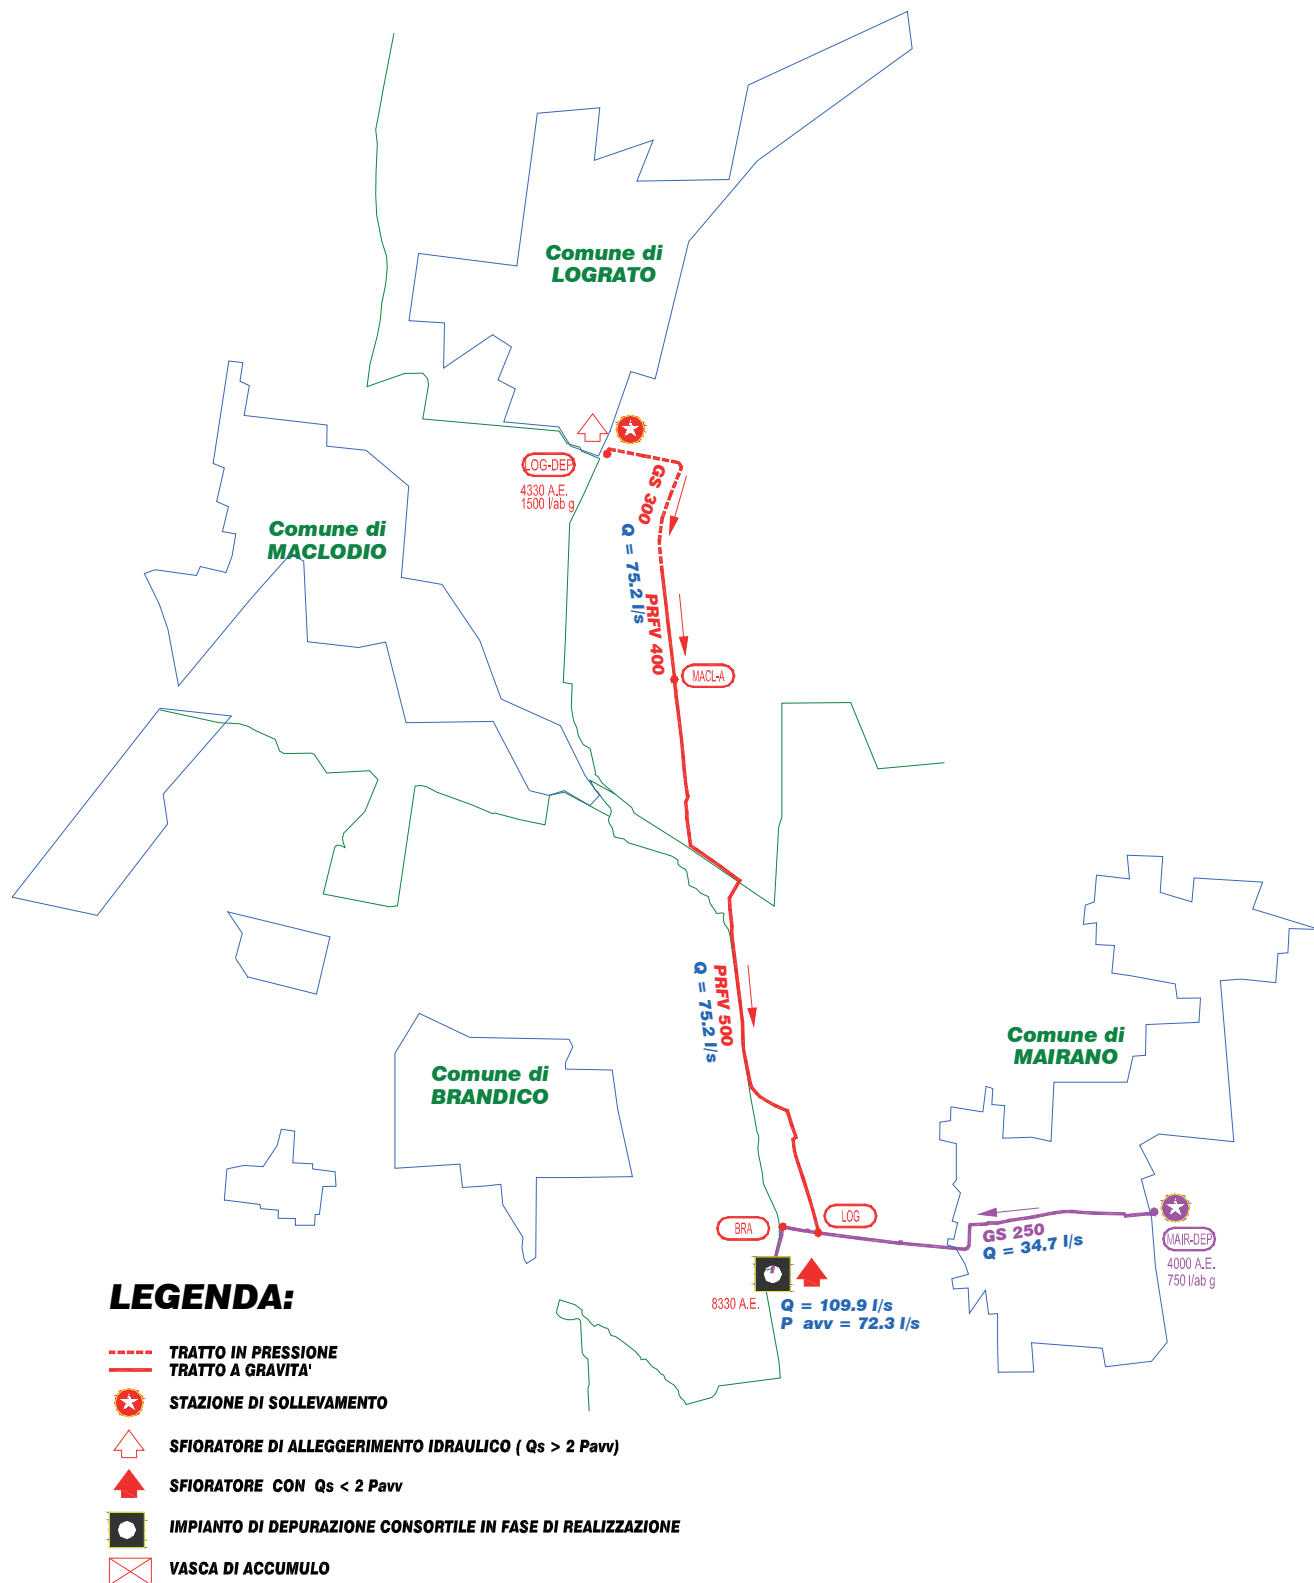 Comune di
LOGRATO
LOG-DEP
4330 A.E.
1500 l/ab g
GS 300
Q = 75.2 l/s
PRFV 400
MACL-A
Comune di
MACLODIO
PRFV 500
Q = 75.2 l/s
Comune di
MAIRANO
Comune di
BRANDICO
BRA
LOG
GS 250
Q = 34.7 l/s
MAIR-DEP
4000 A.E.
750 l/ab g
8330 A.E.
Q = 109.9 l/s
P avv = 72.3 l/s
LEGENDA:
TRATTO IN PRESSIONE
TRATTO A GRAVITA'
STAZIONE DI SOLLEVAMENTO
SFIORATORE DI ALLEGGERIMENTO IDRAULICO ( Qs > 2 Pavv)
SFIORATORE CON Qs < 2 Pavv
IMPIANTO DI DEPURAZIONE CONSORTILE IN FASE DI REALIZZAZIONE
VASCA DI ACCUMULO